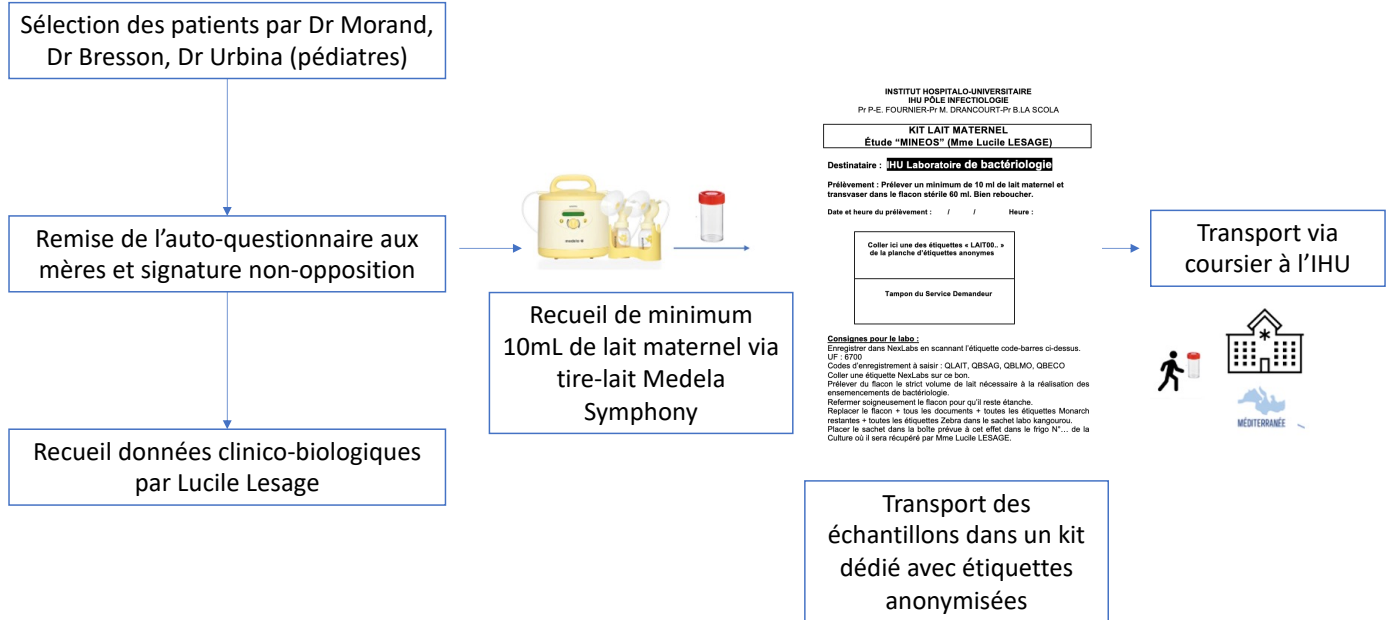 Sélection des patients par Dr Morand,
Dr Bresson, Dr Urbina (pédiatres)
Remise de l'auto-questionnaire aux
mères et signature non-opposition
Recueil données clinico-biologiques
par Lucile Lesage
medela
Recueil de minimum
10mL de lait maternel via
tire-lait Medela
Symphony
INSTITUT HOSPITALO-UNIVERSITAIRE
IHU PÔLE INFECTIOLOGIE
Pr P-E. FOURNIER-Pr M. DRANCOURT-Pr B.LA SCOLA
KIT LAIT MATERNEL
Étude "MINEOS" (Mme Lucile LESAGE)
Destinataire : IHU Laboratoire de bactériologie
Prélèvement : Prélever un minimum de 10 ml de lait maternel et
transvaser dans le flacon stérile 60 ml. Bien reboucher.
Date et heure du prélèvement : / / Heure :
Coller ici une des étiquettes « LAIT00.. »
de la planche d'étiquettes anonymes
Tampon du Service Demandeur
Consignes pour le labo :
Enregistrer dans NexLabs en scannant l'étiquette code-barres ci-dessus.
UF : 6700
Codes d'enregistrement à saisir : QLAIT, QBSAG, QBLMO, QBECO
Coller une étiquette NexLabs sur ce bon.
Prélever du flacon le strict volume de lait nécessaire à la réalisation des
ensemencements de bactériologie.
Refermer soigneusement le flacon pour qu'il reste étanche.
Replacer le flacon + tous les documents + toutes les étiquettes Monarch
restantes + toutes les étiquettes Zebra dans le sachet labo kangourou.
Placer le sachet dans la boîte prévue à cet effet dans le frigo N°... de la
Culture où il sera récupéré par Mme Lucile LESAGE.
Transport des
échantillons dans un kit
dédié avec étiquettes
anonymisées
Transport via
coursier à l'IHU
MÉDITERRANÉE